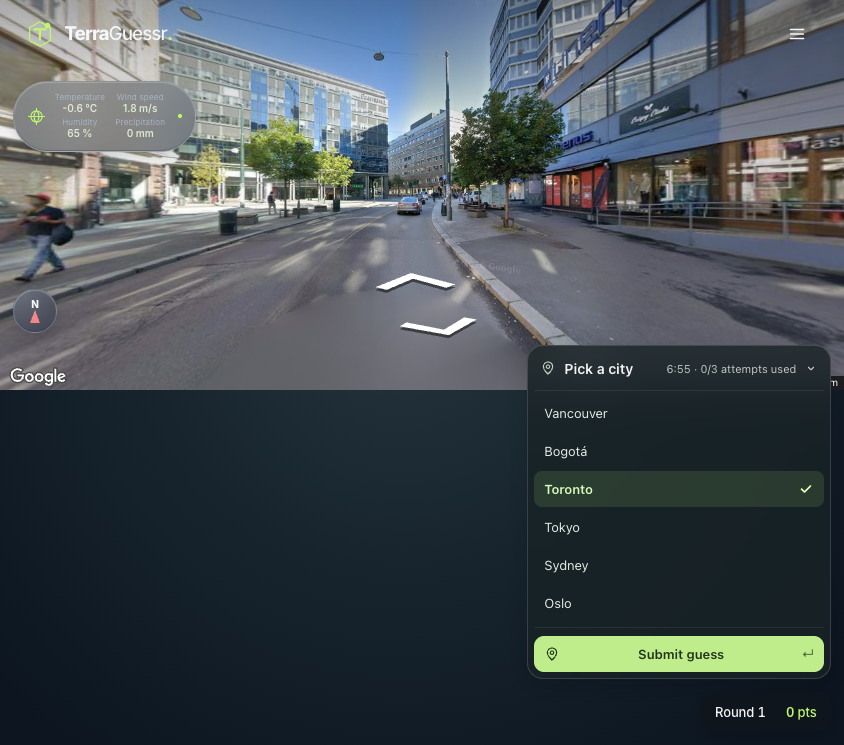 TerraGuessr.
Temperature
-0.6 °C
Wind speed
1.8 m/s
Humidity
65 %
Precipitation
0 mm
N
Google
Google
Pick a city
6:55 · 0/3 attempts used
Vancouver
Bogotá
Toronto
Tokyo
Sydney
Oslo
Submit guess
Round 1
0 pts